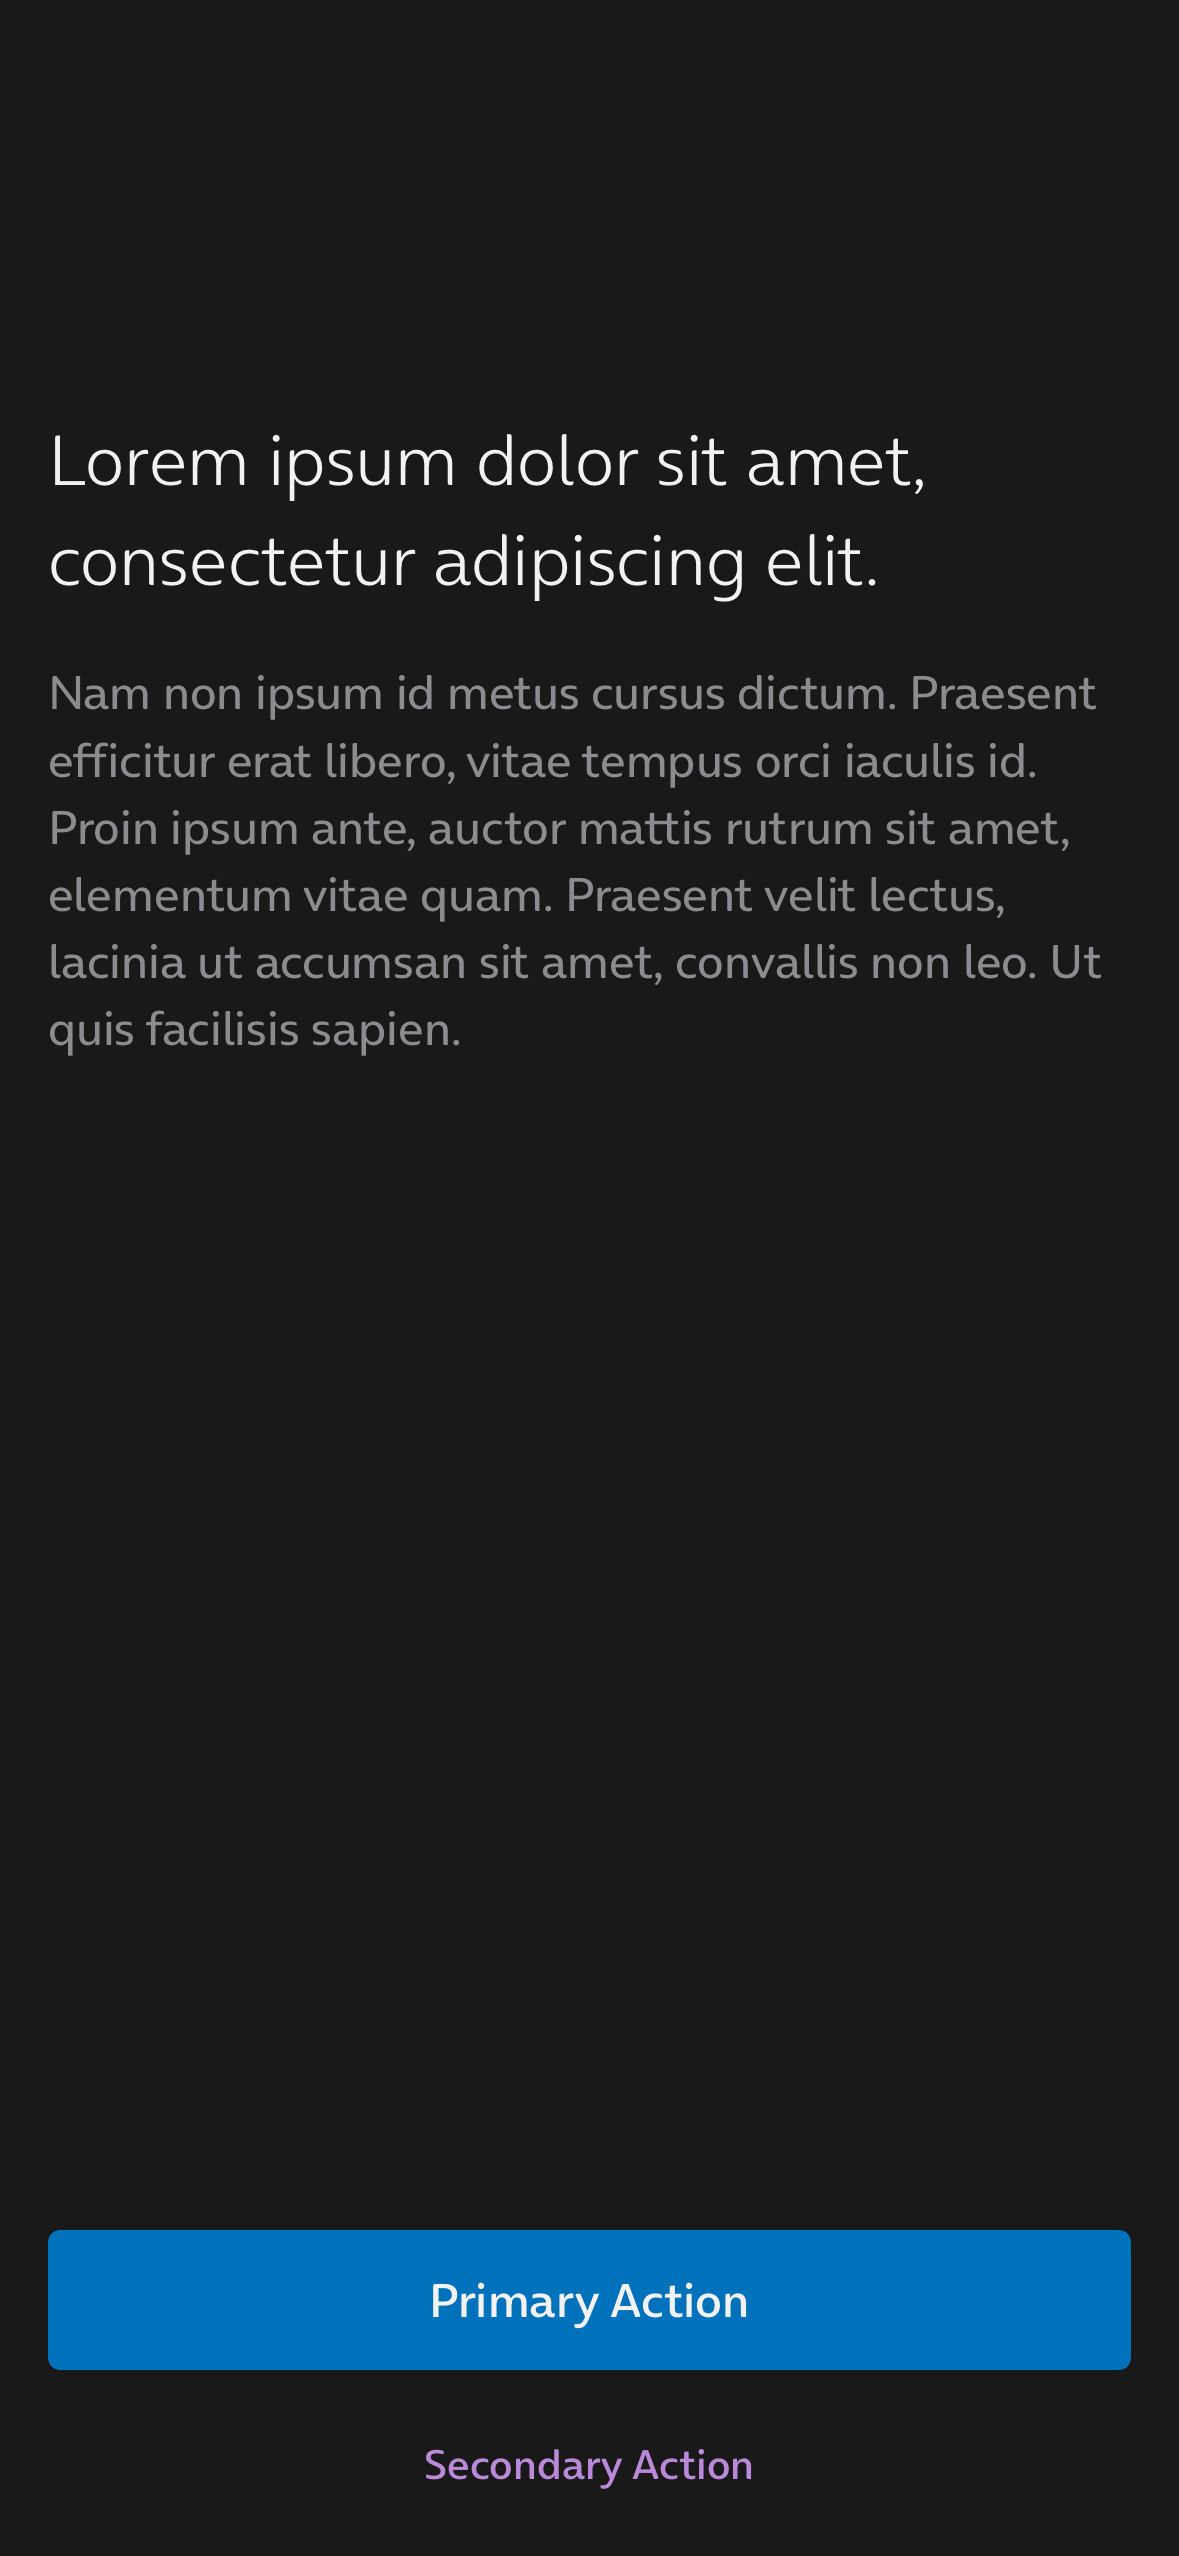 Lorem ipsum dolor sit amet,
consectetur adipiscing elit.
Nam non ipsum id metus cursus dictum. Praesent
efficitur erat libero, vitae tempus orci iaculis id.
Proin ipsum ante, auctor mattis rutrum sit amet,
elementum vitae quam. Praesent velit lectus,
lacinia ut accumsan sit amet, convallis non leo. Ut
quis facilisis sapien.
Primary Action
Secondary Action